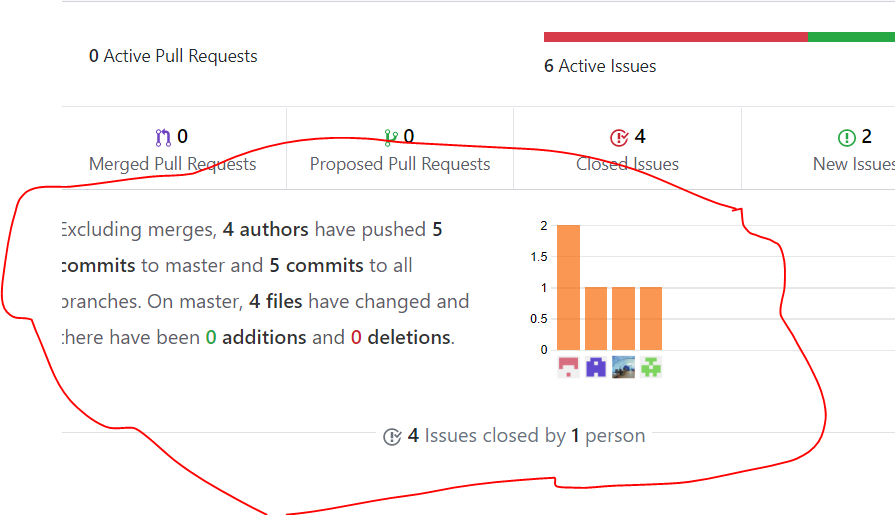 0 Active Pull Requests
6 Active Issues
0
Merged Pull Requests
0
Proposed Pull Requests
4
Closed Issues
2
New Issues
Excluding merges, 4 authors have pushed 5
commits to master and 5 commits to all
branches. On master, 4 files have changed and
there have been 0 additions and 0 deletions.
2
1.5
1
0.5
0
4 Issues closed by 1 person